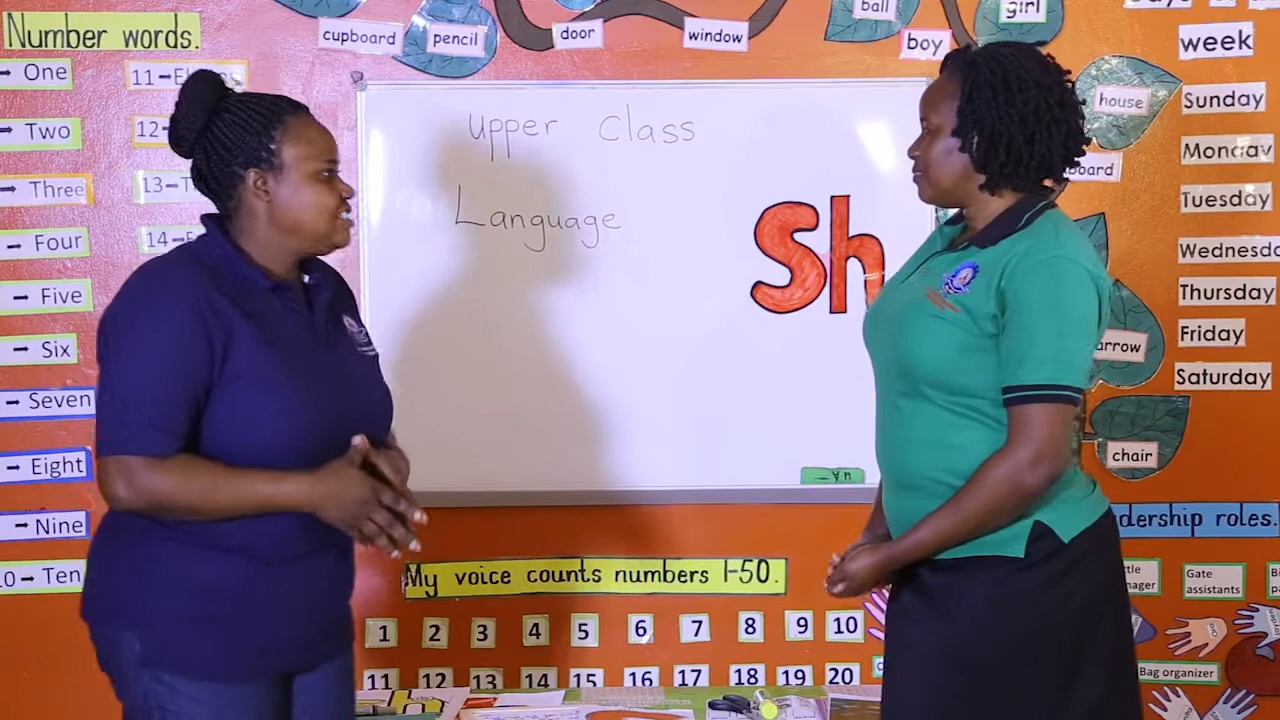 Number words.
One
Two
Three
Four
Five
Six
Seven
Eight
Nine
Ten
11
12
13
14
cupboard
pencil
door
window
ball
boy
girl
house
arrow
chair
upper class
Language
Sh
week
Sunday
Monday
Tuesday
Thursday
Friday
Saturday
roles.
Gate assistants
Bag organizer
My voice counts numbers 1-50.
1 2 3 4 5 6 7 8 9 10
11 12 13 14 15 16 17 18 19 20